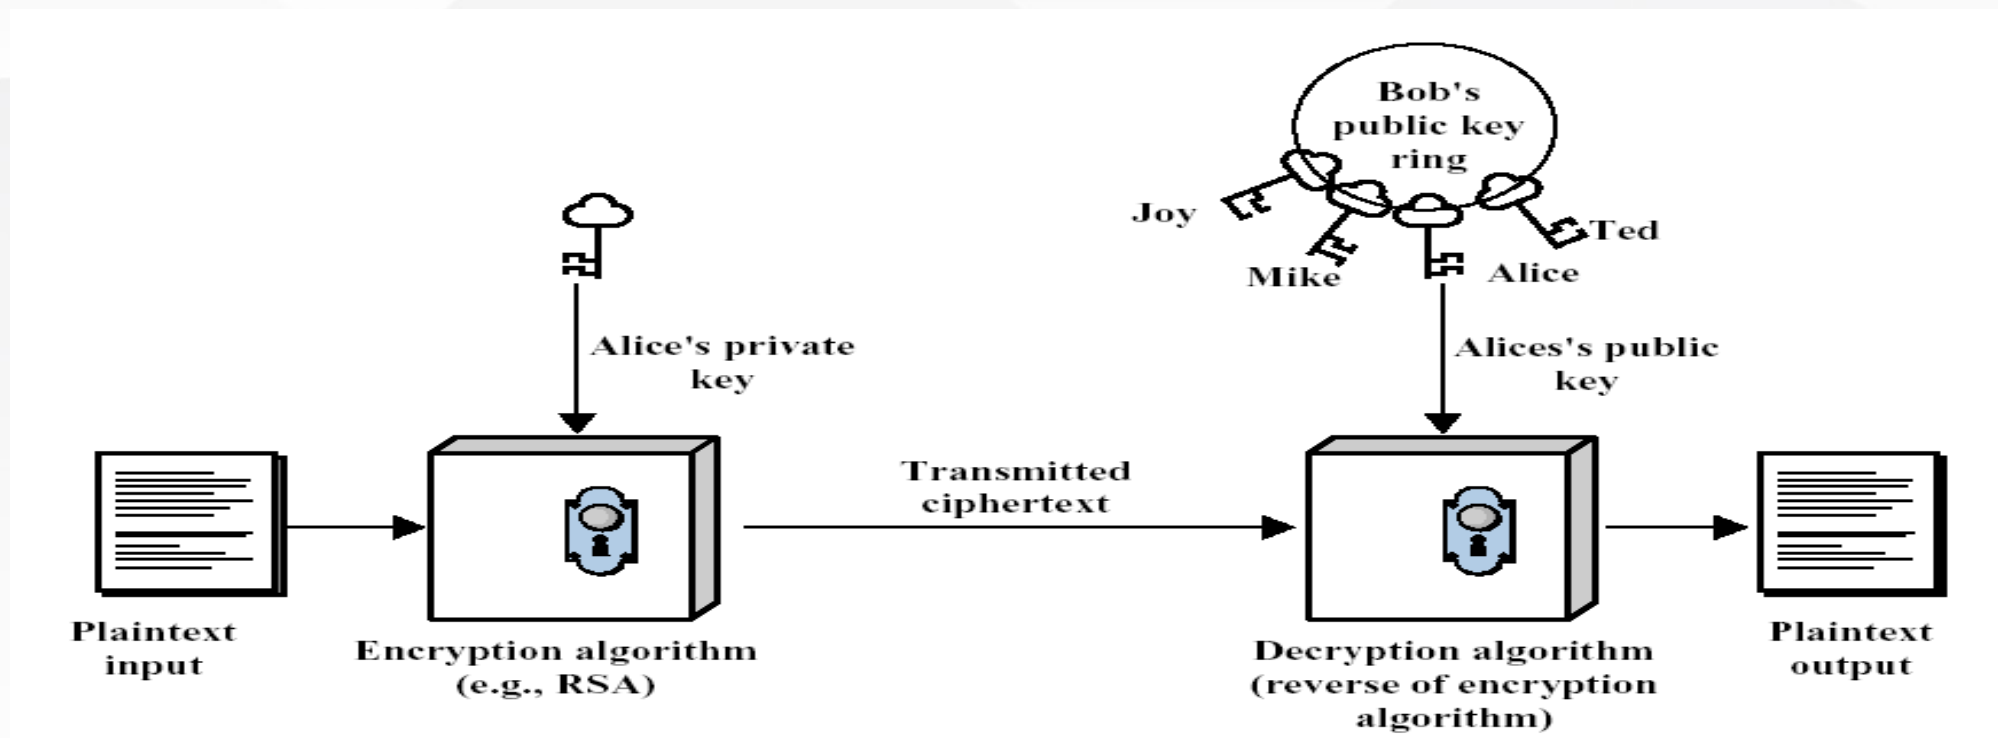 Bob's
public key
ring
Joy
Ted
Mike
Alice
Alice's private
key
Alices's public
key
Transmitted
ciphertext
Plaintext
input
Encryption algorithm
(e.g., RSA)
Decryption algorithm
(reverse of encryption
algorithm)
Plaintext
output